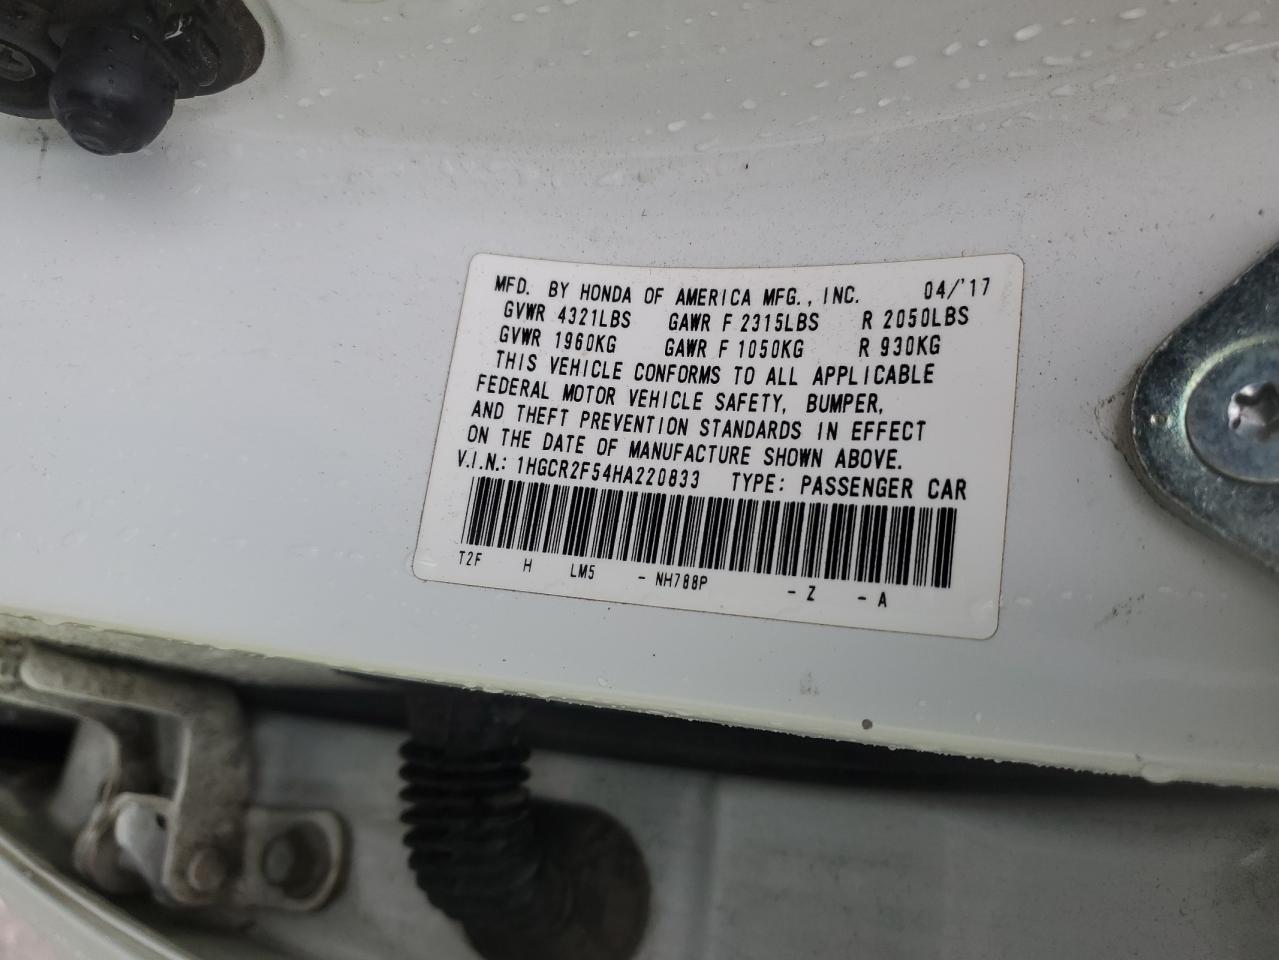 MFD. BY HONDA OF AMERICA MFG., INC. 04/'17
GVWR 4321LBS GAWR F 2315LBS R 2050LBS
GVWR 1960KG GAWR F 1050KG R 930KG
THIS VEHICLE CONFORMS TO ALL APPLICABLE
FEDERAL MOTOR VEHICLE SAFETY, BUMPER,
AND THEFT PREVENTION STANDARDS IN EFFECT
ON THE DATE OF MANUFACTURE SHOWN ABOVE.
V.I.N.: 1HGCR2F54HA220833 TYPE: PASSENGER CAR
T2F H LM5 - NH788P - Z - A